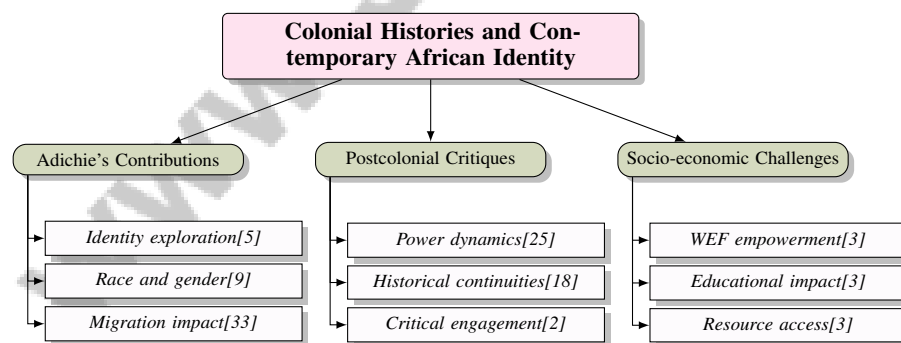 Colonial Histories and Con-
temporary African Identity
Adichie's Contributions
Postcolonial Critiques
Socio-economic Challenges
Identity exploration[5]
Race and gender[9]
Migration impact[33]
Power dynamics[25]
Historical continuities[18]
Critical engagement[2]
WEF empowerment[3]
Educational impact[3]
Resource access[3]
www